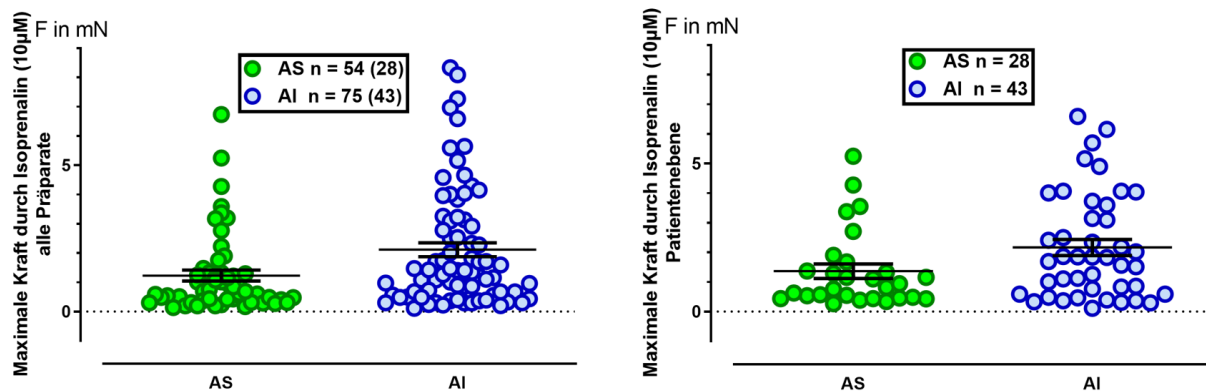 Maximale Kraft durch Isoprenalin (10µM)
alle Präparate
F in mN
AS n = 54 (28)
AI n = 75 (43)
5
0
AS
AI
Maximale Kraft durch Isoprenalin (10µM)
Patientenebene
F in mN
AS n = 28
AI n = 43
5
0
AS
AI